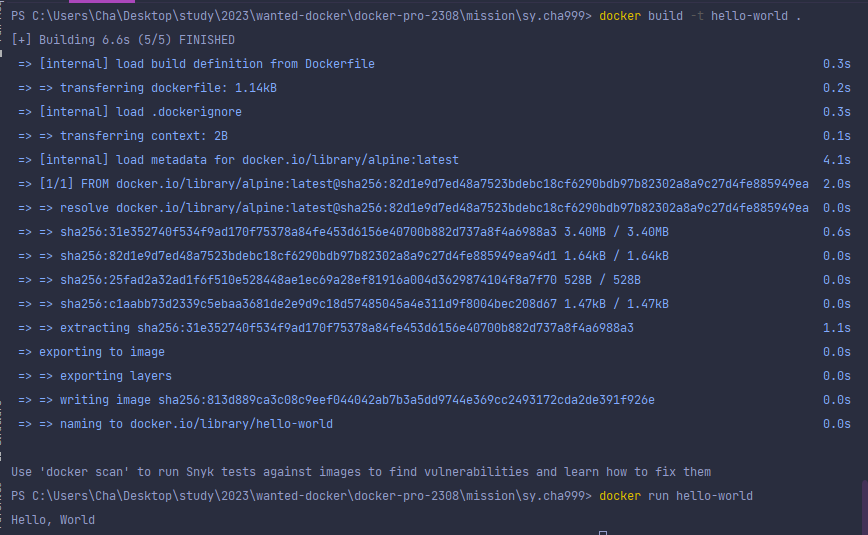 PS C:\Users\Cha\Desktop\study\2023\wanted-docker\docker-pro-2308\mission\sy.cha999> docker build -t hello-world .
[+] Building 6.6s (5/5) FINISHED
=> [internal] load build definition from Dockerfile 0.3s
=> => transferring dockerfile: 1.14kB 0.2s
=> [internal] load .dockerignore 0.3s
=> => transferring context: 2B 0.1s
=> [internal] load metadata for docker.io/library/alpine:latest 4.1s
=> [1/1] FROM docker.io/library/alpine:latest@sha256:82d1e9d7ed48a7523bdebc18cf6290bdb97b82302a8a9c27d4fe885949ea 2.0s
=> => resolve docker.io/library/alpine:latest@sha256:82d1e9d7ed48a7523bdebc18cf6290bdb97b82302a8a9c27d4fe885949ea 0.0s
=> => sha256:31e352740f534f9ad170f75378a84fe453d6156e40700b882d737a8f4a6988a3 3.40MB / 3.40MB 0.6s
=> => sha256:82d1e9d7ed48a7523bdebc18cf6290bdb97b82302a8a9c27d4fe885949ea94d1 1.64kB / 1.64kB 0.0s
=> => sha256:25fad2a32ad1f6f510e528448ae1ec69a28ef81916a004d3629874104f8a7f70 528B / 528B 0.0s
=> => sha256:c1aabb73d2339c5ebaa3681de2e9d9c18d57485045a4e311d9f8004bec208d67 1.47kB / 1.47kB 0.0s
=> => extracting sha256:31e352740f534f9ad170f75378a84fe453d6156e40700b882d737a8f4a6988a3 1.1s
=> exporting to image 0.0s
=> => exporting layers 0.0s
=> => writing image sha256:813d889ca3c08c9eef044042ab7b3a5dd9744e369cc2493172cda2de391f926e 0.0s
=> => naming to docker.io/library/hello-world 0.0s
Use 'docker scan' to run Snyk tests against images to find vulnerabilities and learn how to fix them
PS C:\Users\Cha\Desktop\study\2023\wanted-docker\docker-pro-2308\mission\sy.cha999> docker run hello-world
Hello, World